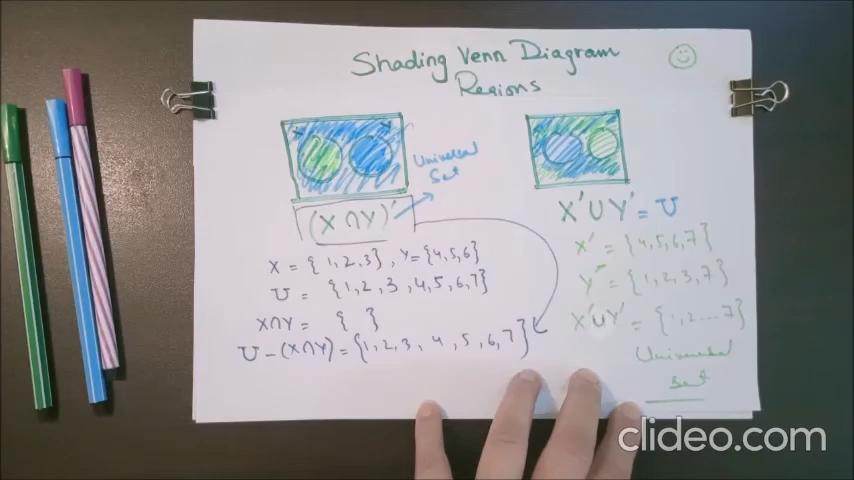 Shading Venn Diagram
Regions
X Y
Universal
Set
(X ∩ Y)'
X = { 1, 2, 3 } , Y = {4, 5, 6}
U = {1, 2, 3 , 4, 5, 6, 7}
X∩Y = { }
U - (X∩Y) = {1, 2, 3, 4, 5, 6, 7}
X' U Y' = U
X' = {4,5,6,7}
Y' = {1, 2, 3, 7}
X'UY' = {1, 2 ... 7}
Universal
Set
clideo.com